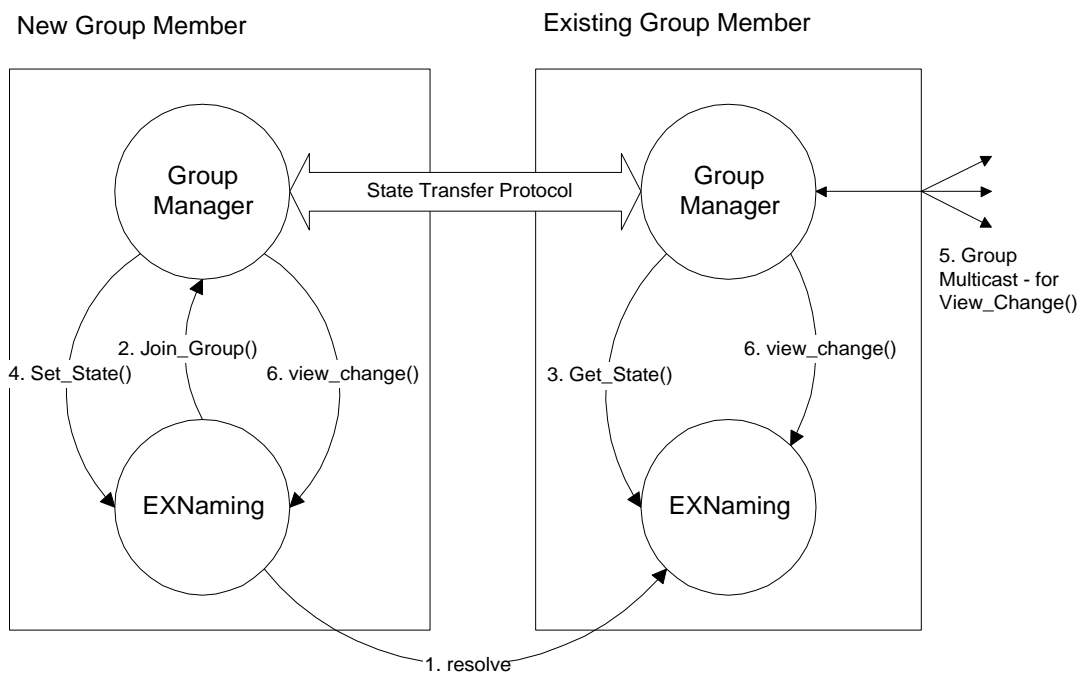 New Group Member
Existing Group Member
Group
Manager
State Transfer Protocol
Group
Manager
5. Group
Multicast - for
View_Change()
2. Join_Group()
4. Set_State()
6. view_change()
3. Get_State()
6. view_change()
EXNaming
EXNaming
1. resolve